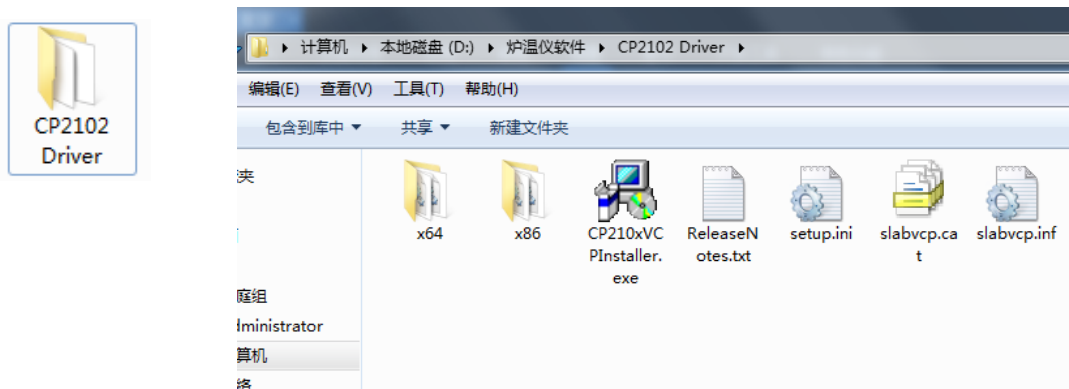 CP2102
Driver
计算机 本地磁盘 (D:) 炉温仪软件 CP2102 Driver
编辑(E) 查看(V) 工具(T) 帮助(H)
包含到库中 共享 新建文件夹
夹
x64
x86
CP210xVC
PInstaller.
exe
ReleaseN
otes.txt
setup.ini
slabvcp.ca
t
slabvcp.inf
庭组
dministrator
算机
络